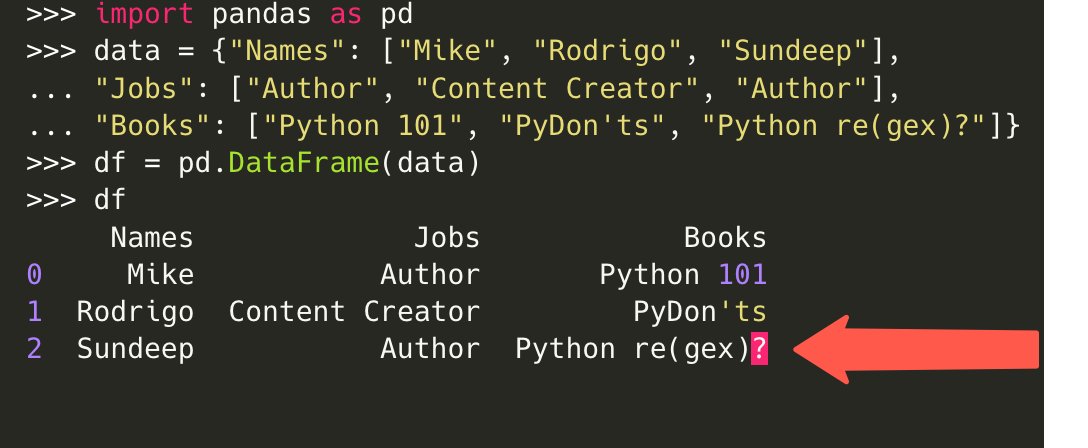 >>> import pandas as pd
>>> data = {"Names": ["Mike", "Rodrigo", "Sundeep"],
... "Jobs": ["Author", "Content Creator", "Author"],
... "Books": ["Python 101", "PyDon'ts", "Python re(gex)?"]}
>>> df = pd.DataFrame(data)
>>> df
     Names             Jobs            Books
0     Mike           Author       Python 101
1  Rodrigo  Content Creator         PyDon'ts
2  Sundeep           Author  Python re(gex)?